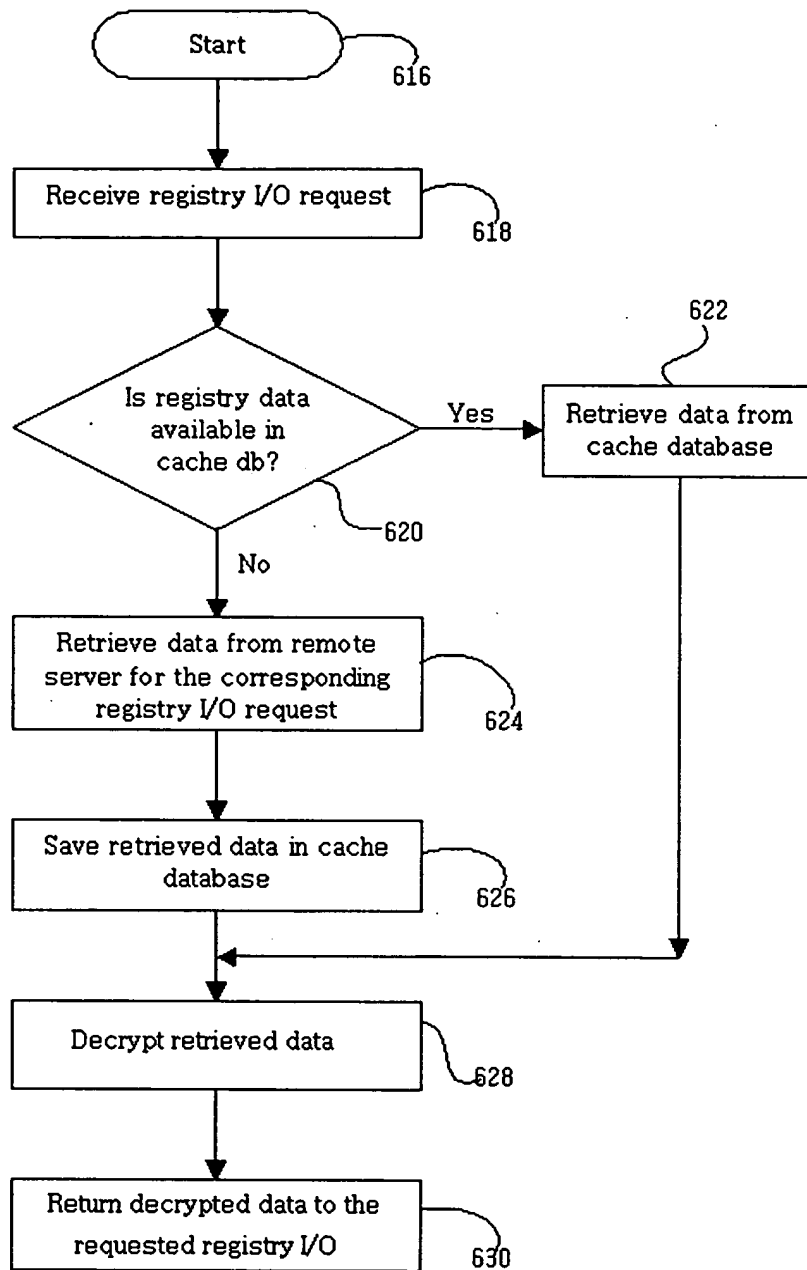 Start
616
Receive registry I/O request
618
622
Is registry data
available in
cache db?
Yes
Retrieve data from
cache database
620
No
Retrieve data from remote
server for the corresponding
registry I/O request
624
Save retrieved data in cache
database
626
Decrypt retrieved data
628
Return decrypted data to the
requested registry I/O
630